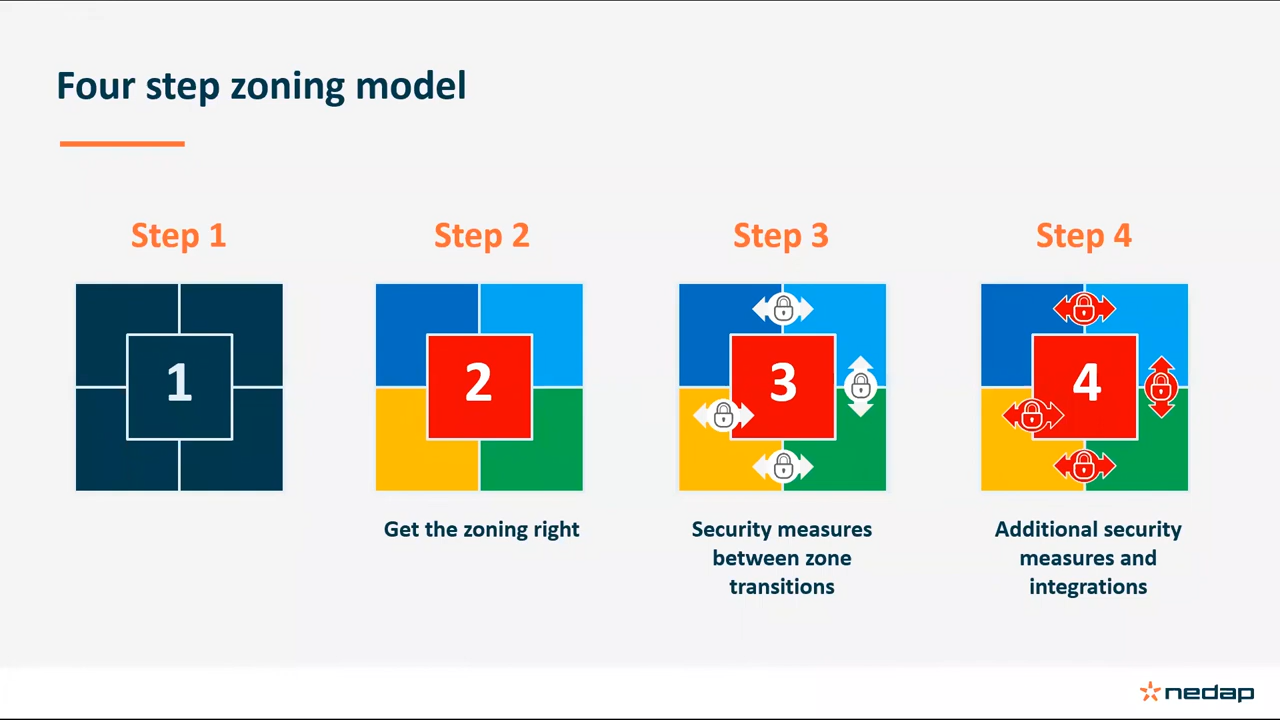 Four step zoning model
Step 1
Step 2
Step 3
Step 4
1
2
3
4
Get the zoning right
Security measures
between zone
transitions
Additional security
measures and
integrations
nedap